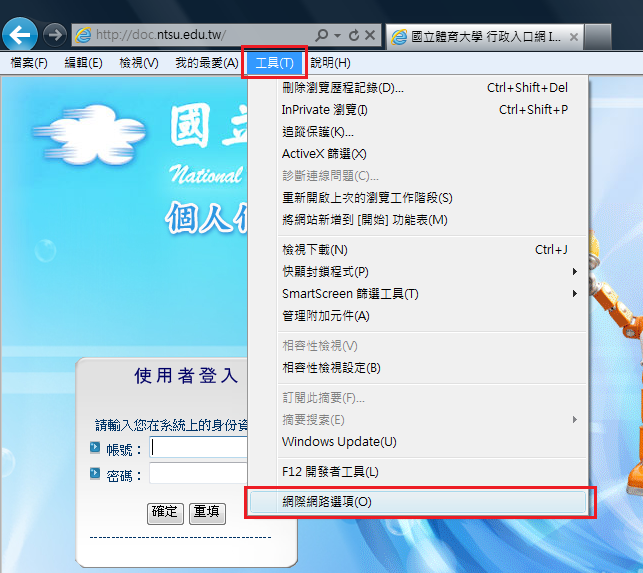 http://doc.ntsu.edu.tw/
國立體育大學 行政入口網 I...
檔案(F) 編輯(E) 檢視(V) 我的最愛(A) 工具(T) 說明(H)
刪除瀏覽歷程記錄(D)... Ctrl+Shift+Del
InPrivate 瀏覽(I) Ctrl+Shift+P
追蹤保護(K)...
ActiveX 篩選(X)
診斷連線問題(C)...
重新開啟上次的瀏覽工作階段(S)
將網站新增到 [開始] 功能表(M)
檢視下載(N) Ctrl+J
快顯封鎖程式(P)
SmartScreen 篩選工具(T)
管理附加元件(A)
相容性檢視(V)
相容性檢視設定(B)
訂閱此摘要(F)...
摘要搜索(E)
Windows Update(U)
F12 開發者工具(L)
網際網路選項(O)
國立
National
個人
使用者登入
請輸入您在系統上的身份資
帳號：
密碼：
確定 重填